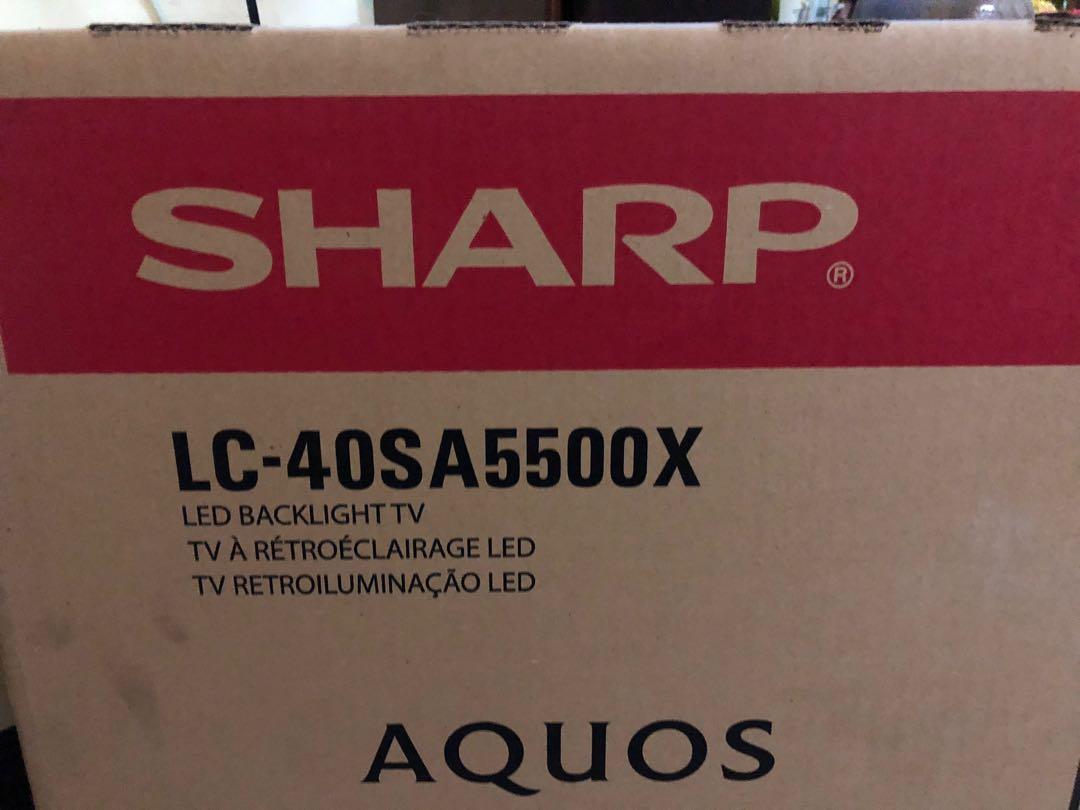 SHARP®
LC-40SA5500X
LED BACKLIGHT TV
TV À RÉTROÉCLAIRAGE LED
TV RETROILUMINAÇÃO LED
AQUOS